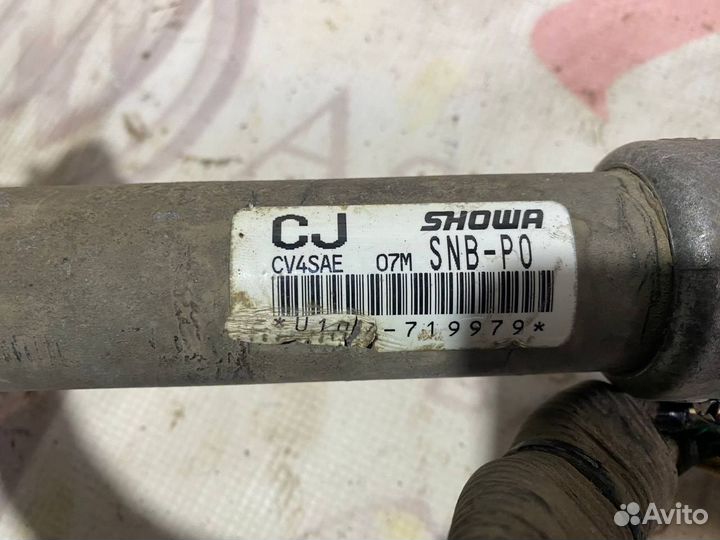 CJ SHOWA
CV4SAE 07M SNB-P0
-719979*
Avito